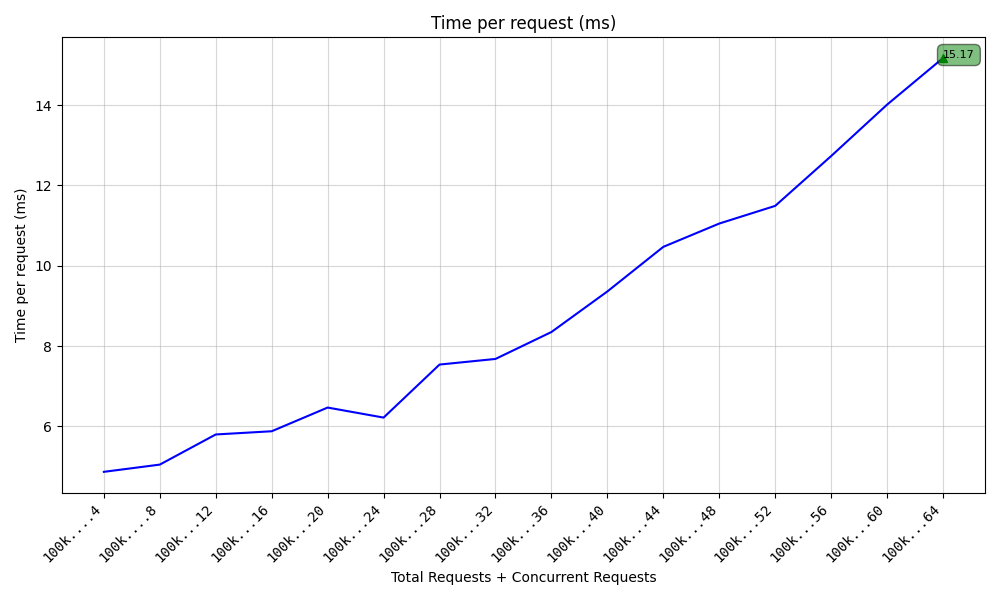 Time per request (ms)
15.17
14
12
10
8
6
Time per request (ms)
100k....4
100k....8
100k...12
100k...16
100k...20
100k...24
100k...28
100k...32
100k...36
100k...40
100k...44
100k...48
100k...52
100k...56
100k...60
100k...64
Total Requests + Concurrent Requests